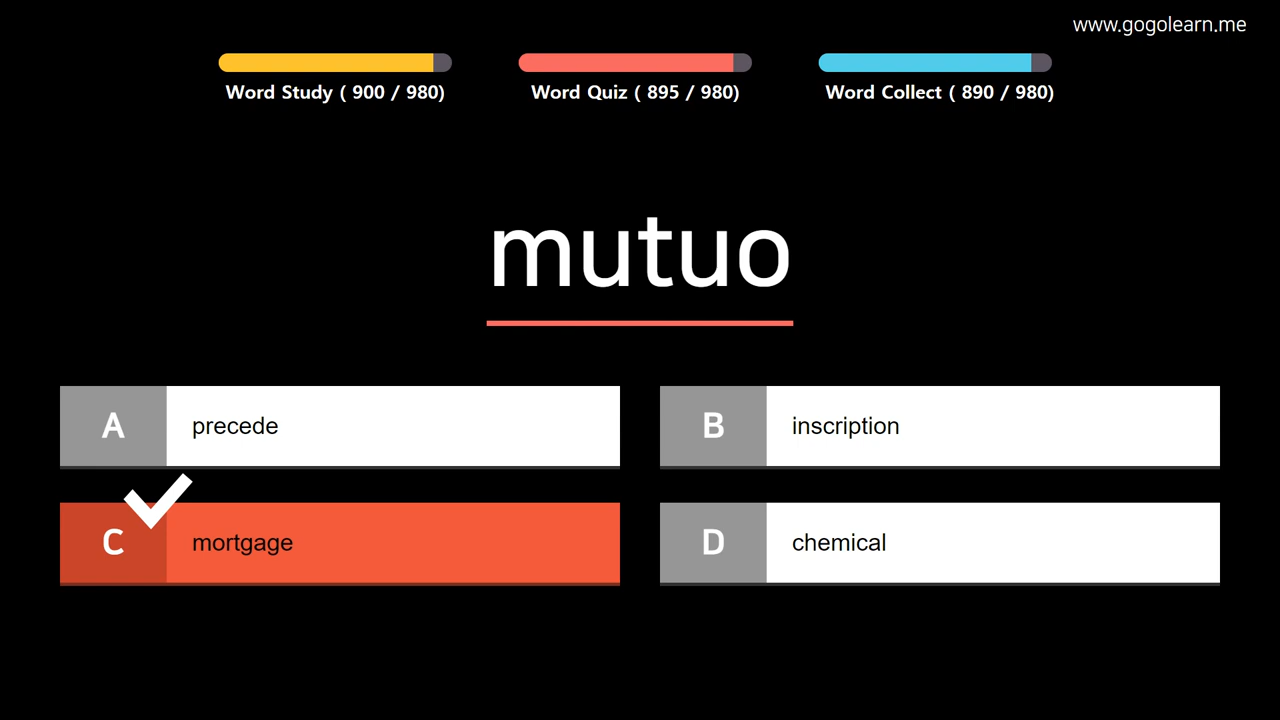 www.gogolearn.me
Word Study ( 900 / 980)
Word Quiz ( 895 / 980)
Word Collect ( 890 / 980)
mutuo
A precede
B inscription
C mortgage
D chemical